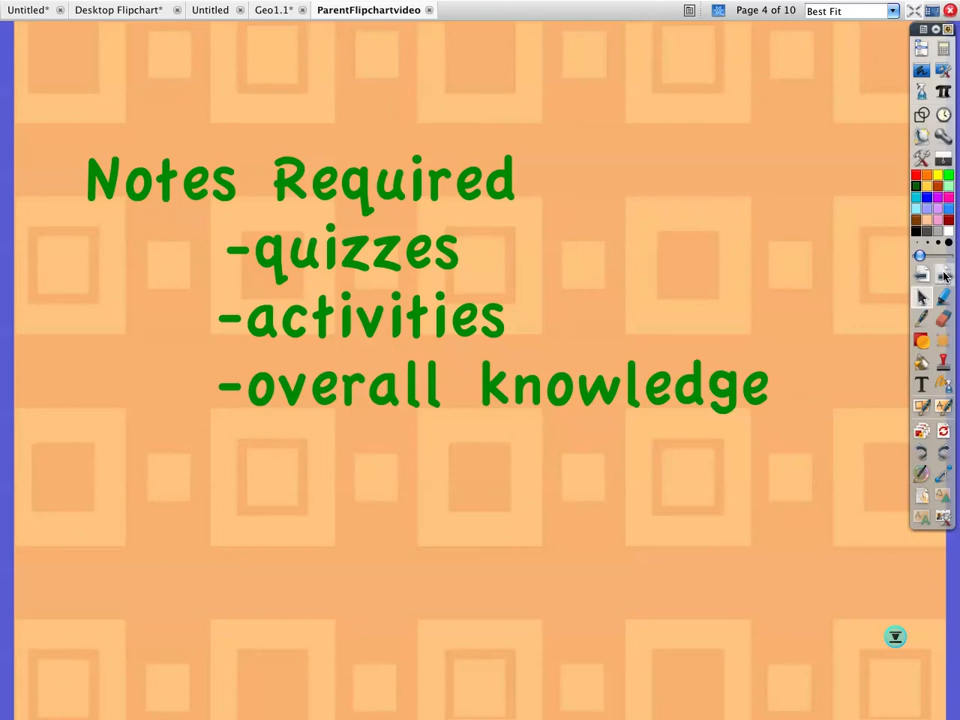 Untitled* Desktop Flipchart* Untitled Geo1.1* ParentFlipchartvideo Page 4 of 10 Best Fit
Notes Required
-quizzes
-activities
-overall knowledge